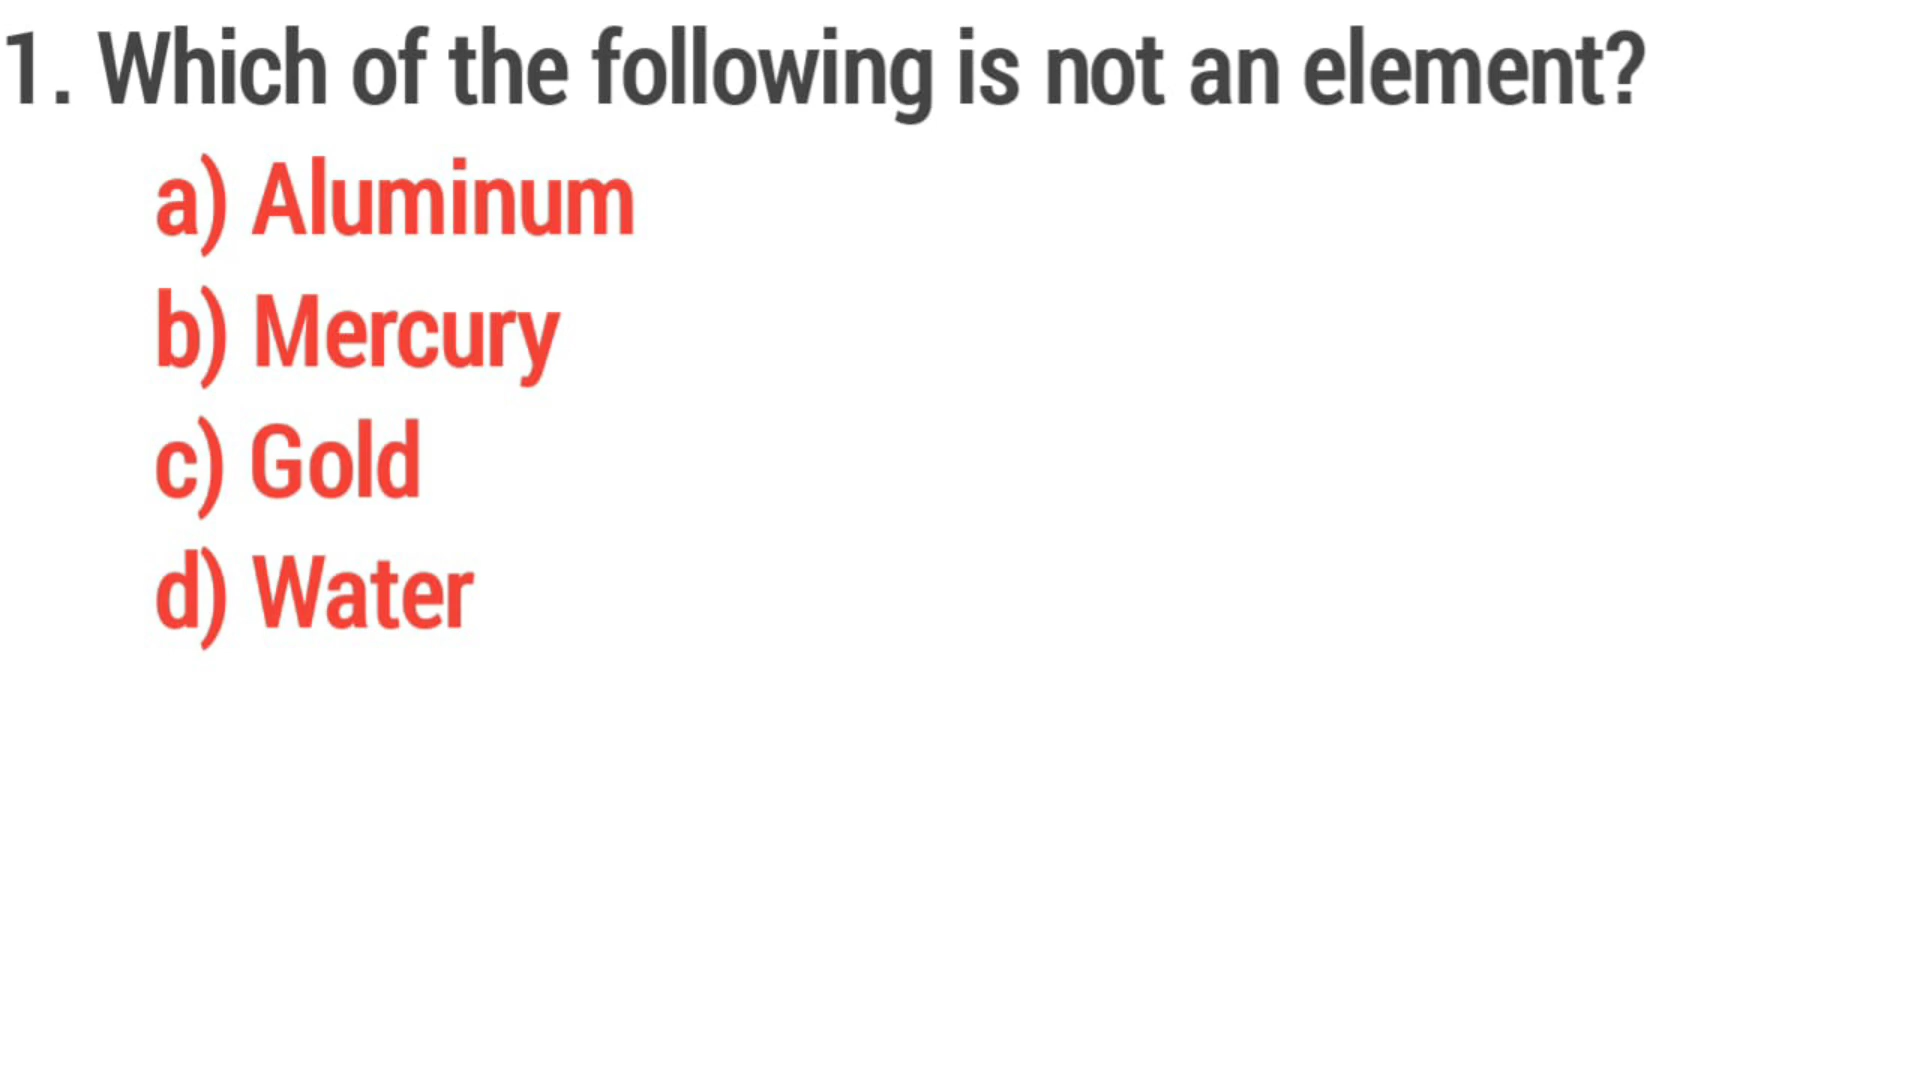 1. Which of the following is not an element?
a) Aluminum
b) Mercury
c) Gold
d) Water